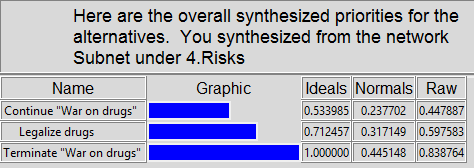 Here are the overall synthesized priorities for the
alternatives. You synthesized from the network
Subnet under 4.Risks
Name Graphic Ideals Normals Raw
Continue "War on drugs" 0.533985 0.237702 0.447887
Legalize drugs 0.712457 0.317149 0.597583
Terminate "War on drugs" 1.000000 0.445148 0.838764